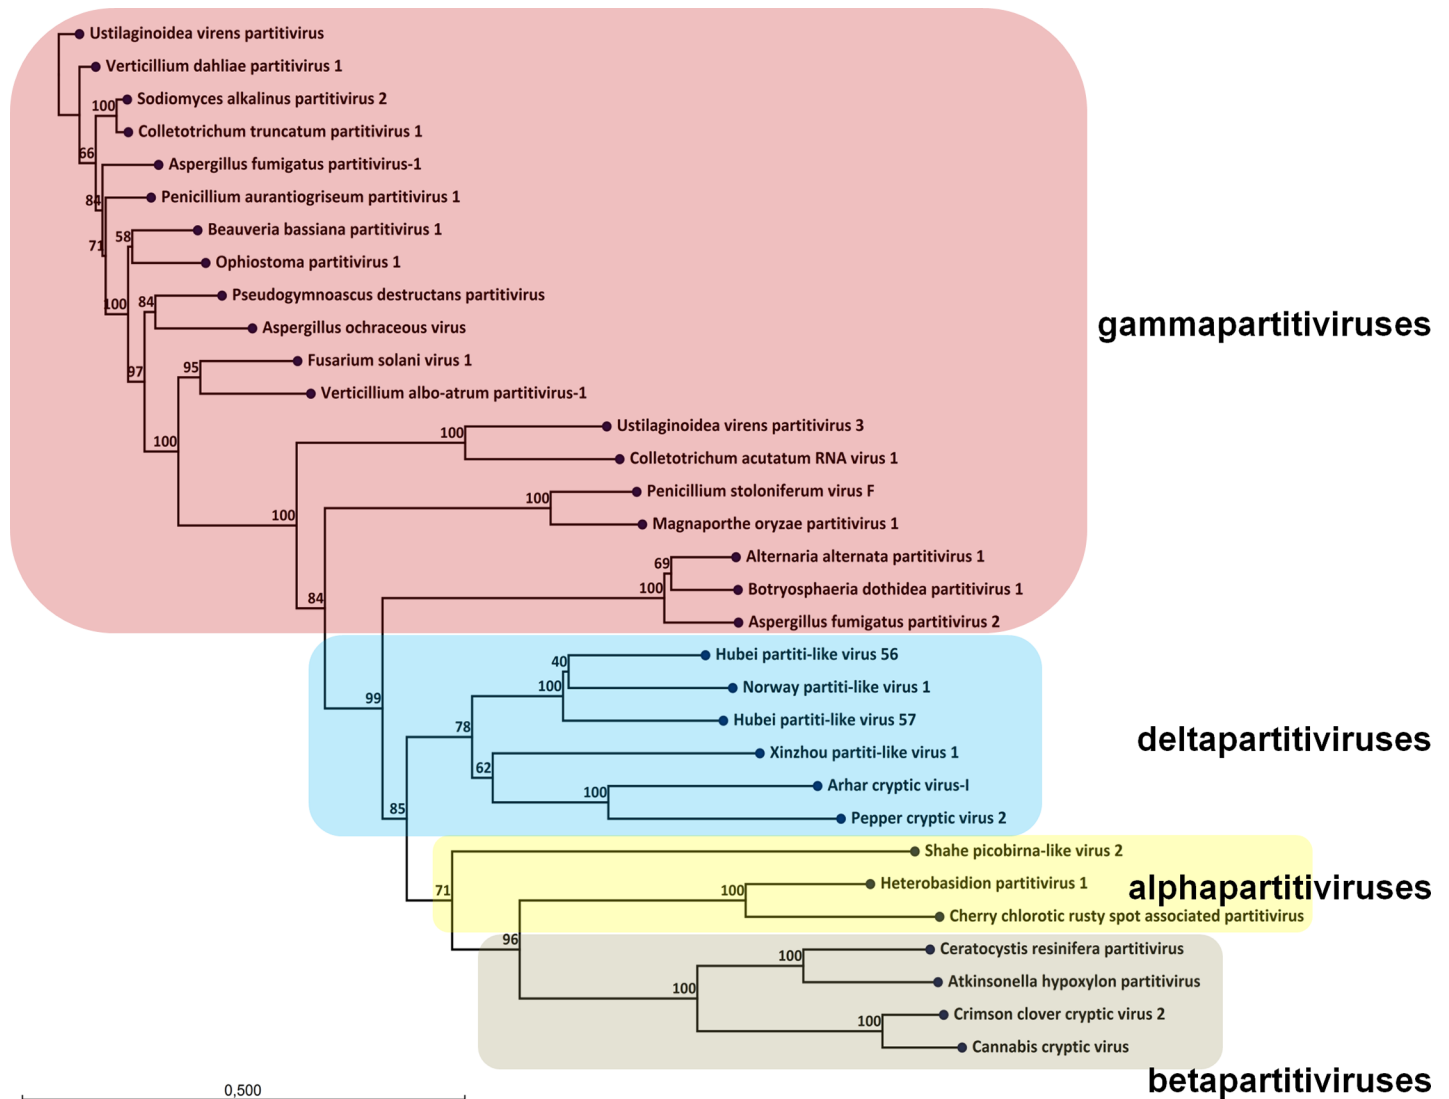 Ustilaginoidea virens partitivirus
Verticillium dahliae partitivirus 1
100
Sodiomyces alkalinus partitivirus 2
Colletotrichum truncatum partitivirus 1
66
Aspergillus fumigatus partitivirus-1
84
Penicillium aurantiogriseum partitivirus 1
71
58
Beauveria bassiana partitivirus 1
Ophiostoma partitivirus 1
100
84
Pseudogymnoascus destructans partitivirus
Aspergillus ochraceous virus
gammapartitiviruses
97
95
Fusarium solani virus 1
Verticillium albo-atrum partitivirus-1
100
100
Ustilaginoidea virens partitivirus 3
Colletotrichum acutatum RNA virus 1
100
100
Penicillium stoloniferum virus F
Magnaporthe oryzae partitivirus 1
84
69
Alternaria alternata partitivirus 1
100
Botryosphaeria dothidea partitivirus 1
Aspergillus fumigatus partitivirus 2
99
40
Hubei partiti-like virus 56
100
Norway partiti-like virus 1
Hubei partiti-like virus 57
78
deltapartitiviruses
62
Xinzhou partiti-like virus 1
85
100
Arhar cryptic virus-I
Pepper cryptic virus 2
71
Shahe picobirna-like virus 2
100
Heterobasidion partitivirus 1
alphapartitiviruses
Cherry chlorotic rusty spot associated partitivirus
96
100
Ceratocystis resinifera partitivirus
100
Atkinsonella hypoxylon partitivirus
100
Crimson clover cryptic virus 2
Cannabis cryptic virus
betapartitiviruses
0,500